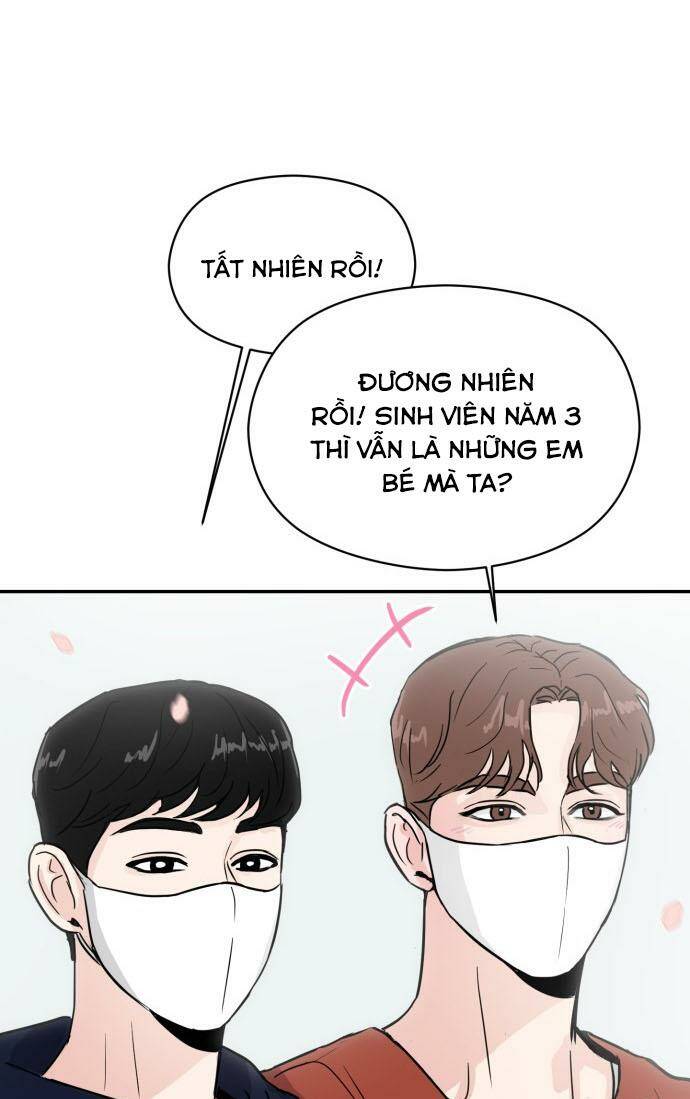 TẤT NHIÊN RỒI!
ĐƯƠNG NHIÊN
RỒI! SINH VIÊN NĂM 3
THÌ VẪN LÀ NHỮNG EM
BÉ MÀ TA?